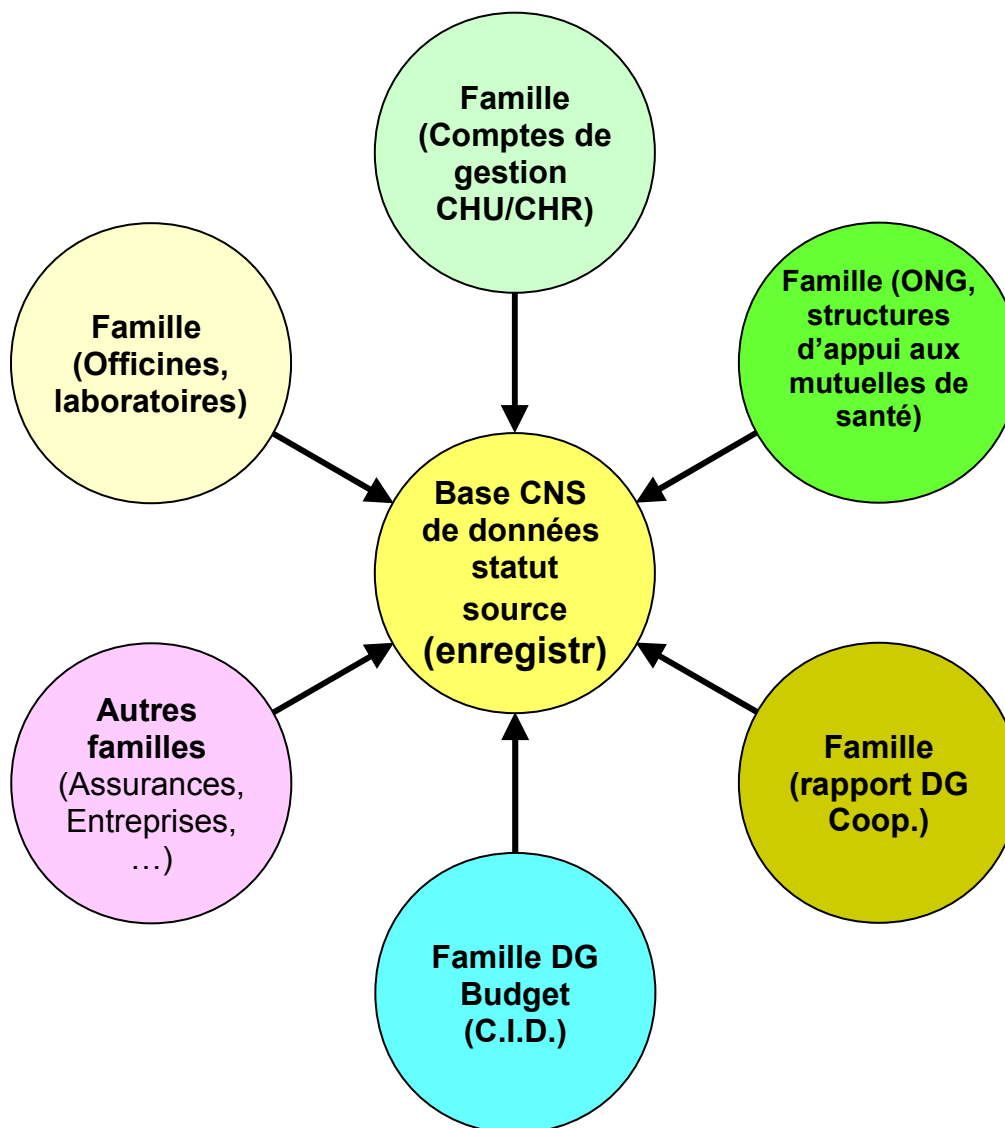 Famille
(Comptes de
gestion
CHU/CHR)
Famille (ONG,
structures
d’appui aux
mutuelles de
santé)
Famille
(Officines,
laboratoires)
Base CNS
de données
statut
source
(enregistr)
Autres
familles
(Assurances,
Entreprises,
…)
Famille
(rapport DG
Coop.)
Famille DG
Budget
(C.I.D.)